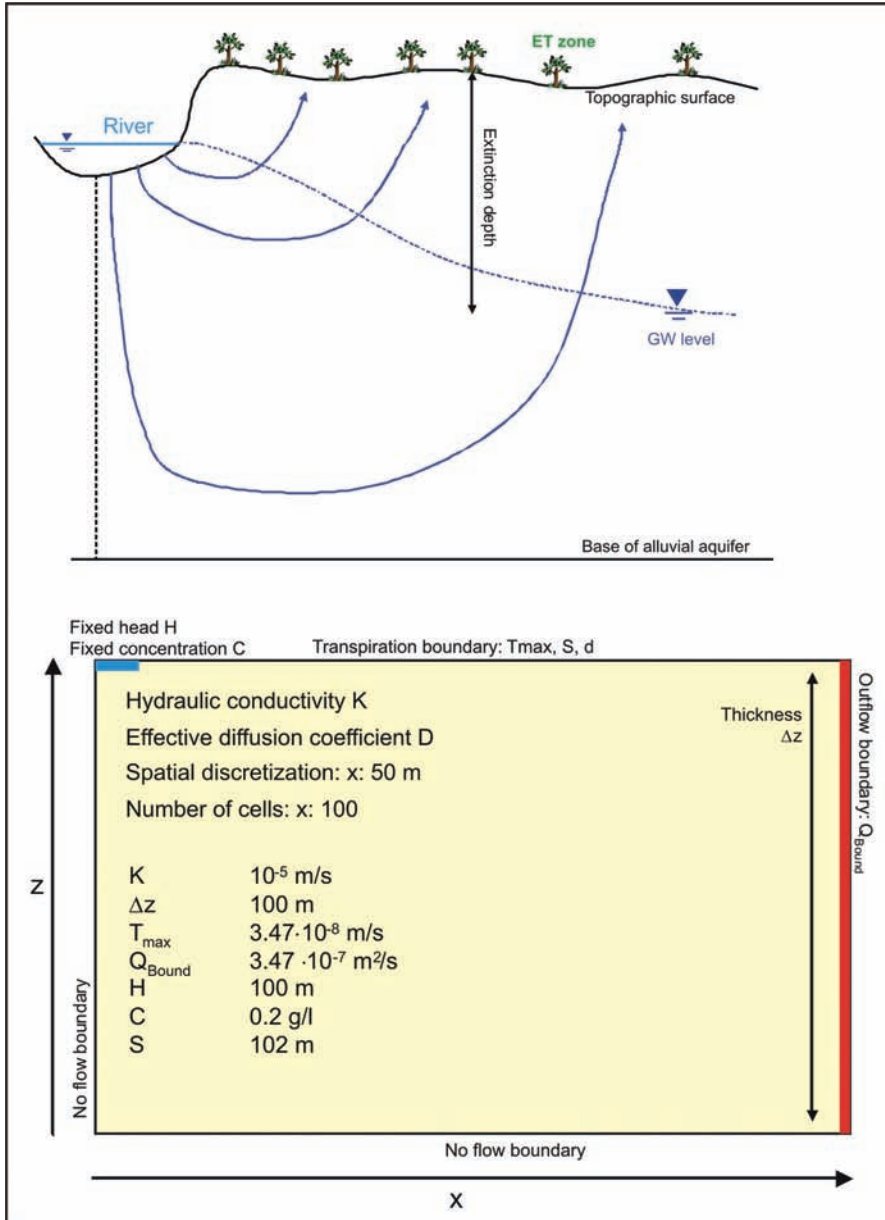 ET zone
Topographic surface
River
Extinction depth
GW level
Base of alluvial aquifer
Fixed head H
Fixed concentration C
Transpiration boundary: Tmax, S, d
Hydraulic conductivity K
Effective diffusion coefficient D
Spatial discretization: x: 50 m
Number of cells: x: 100
Thickness
Δz
Outflow boundary: Q_Bound
K 10⁻⁵ m/s
Δz 100 m
T_max 3.47·10⁻⁸ m/s
Q_Bound 3.47 ·10⁻⁷ m²/s
H 100 m
C 0.2 g/l
S 102 m
Z
No flow boundary
No flow boundary
X